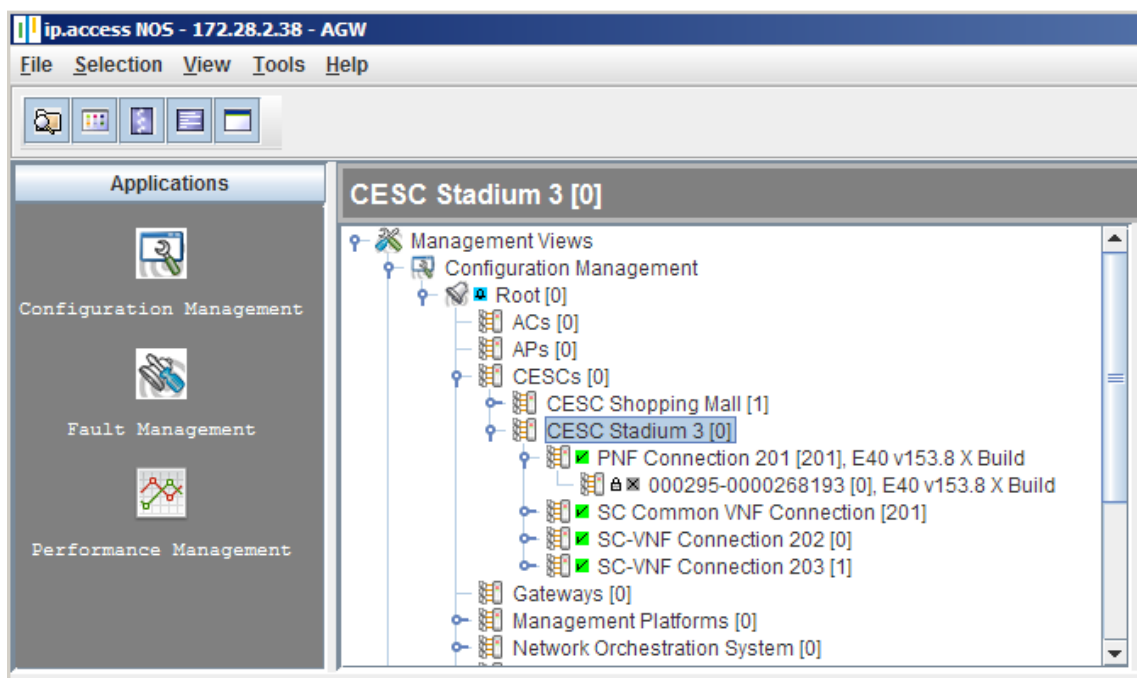 ip.access NOS - 172.28.2.38 - AGW
File Selection View Tools Help
Applications
Configuration Management
Fault Management
Performance Management
CESC Stadium 3 [0]
Management Views
Configuration Management
Root [0]
ACs [0]
APs [0]
CESCs [0]
CESC Shopping Mall [1]
CESC Stadium 3 [0]
PNF Connection 201 [201], E40 v153.8 X Build
000295-0000268193 [0], E40 v153.8 X Build
SC Common VNF Connection [201]
SC-VNF Connection 202 [0]
SC-VNF Connection 203 [1]
Gateways [0]
Management Platforms [0]
Network Orchestration System [0]